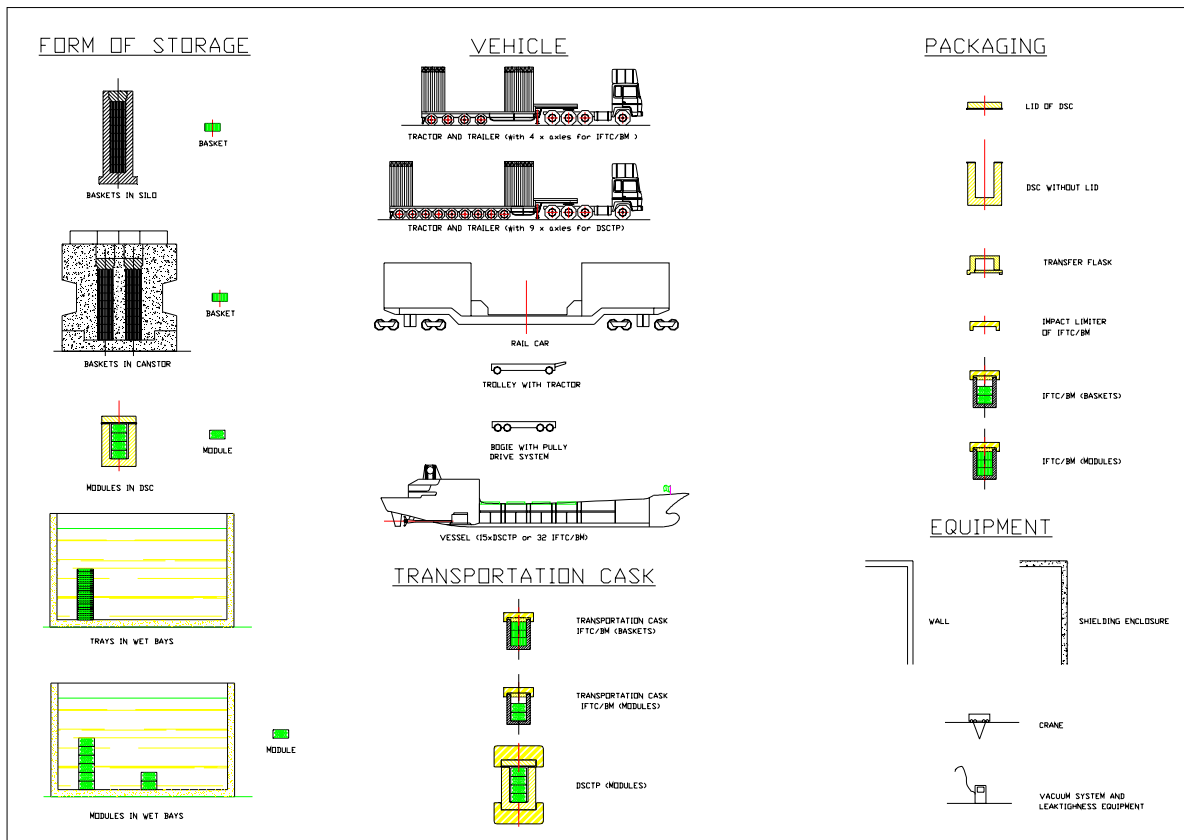 FORM OF STORAGE
BASKET
BASKETS IN SILO
BASKET
BASKETS IN CANSTOR
MODULE
MODULES IN DSC
TRAYS IN WET BAYS
MODULE
MODULES IN WET BAYS
VEHICLE
TRACTOR AND TRAILER (with 4 x axles for IFTC/BM )
TRACTOR AND TRAILER (with 9 x axles for DSCTP)
RAIL CAR
TROLLEY WITH TRACTOR
BOGIE WITH PULLY
DRIVE SYSTEM
VESSEL (15xDSCTP or 32 IFTC/BM)
TRANSPORTATION CASK
TRANSPORTATION CASK
IFTC/BM (BASKETS)
TRANSPORTATION CASK
IFTC/BM (MODULES)
DSCTP (MODULES)
PACKAGING
LID OF DSC
DSC WITHOUT LID
TRANSFER FLASK
IMPACT LIMITER
OF IFTC/BM
IFTC/BM (BASKETS)
IFTC/BM (MODULES)
EQUIPMENT
WALL
SHIELDING ENCLOSURE
CRANE
VACUUM SYSTEM AND
LEAKTIGHNESS EQUIPMENT